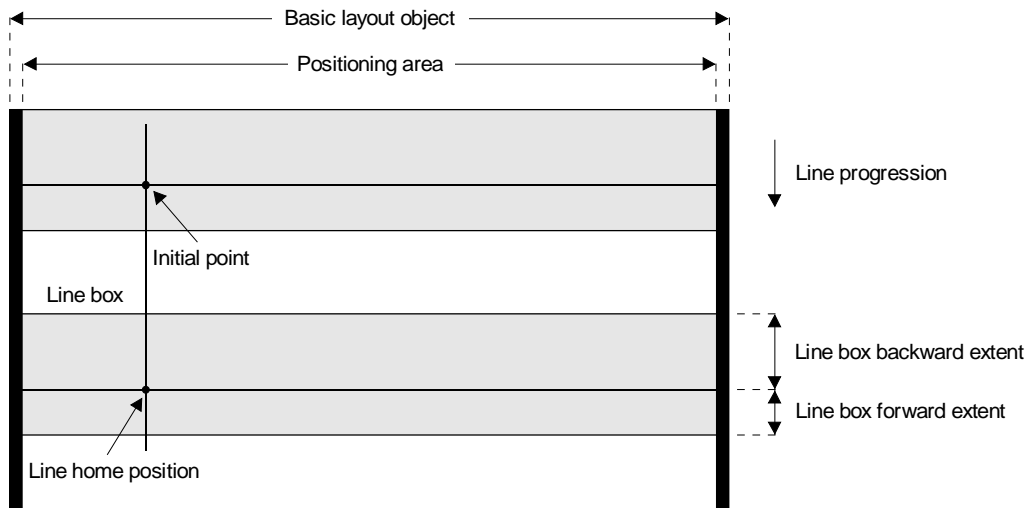 Basic layout object
Positioning area
Line progression
Initial point
Line box
Line box backward extent
Line box forward extent
Line home position